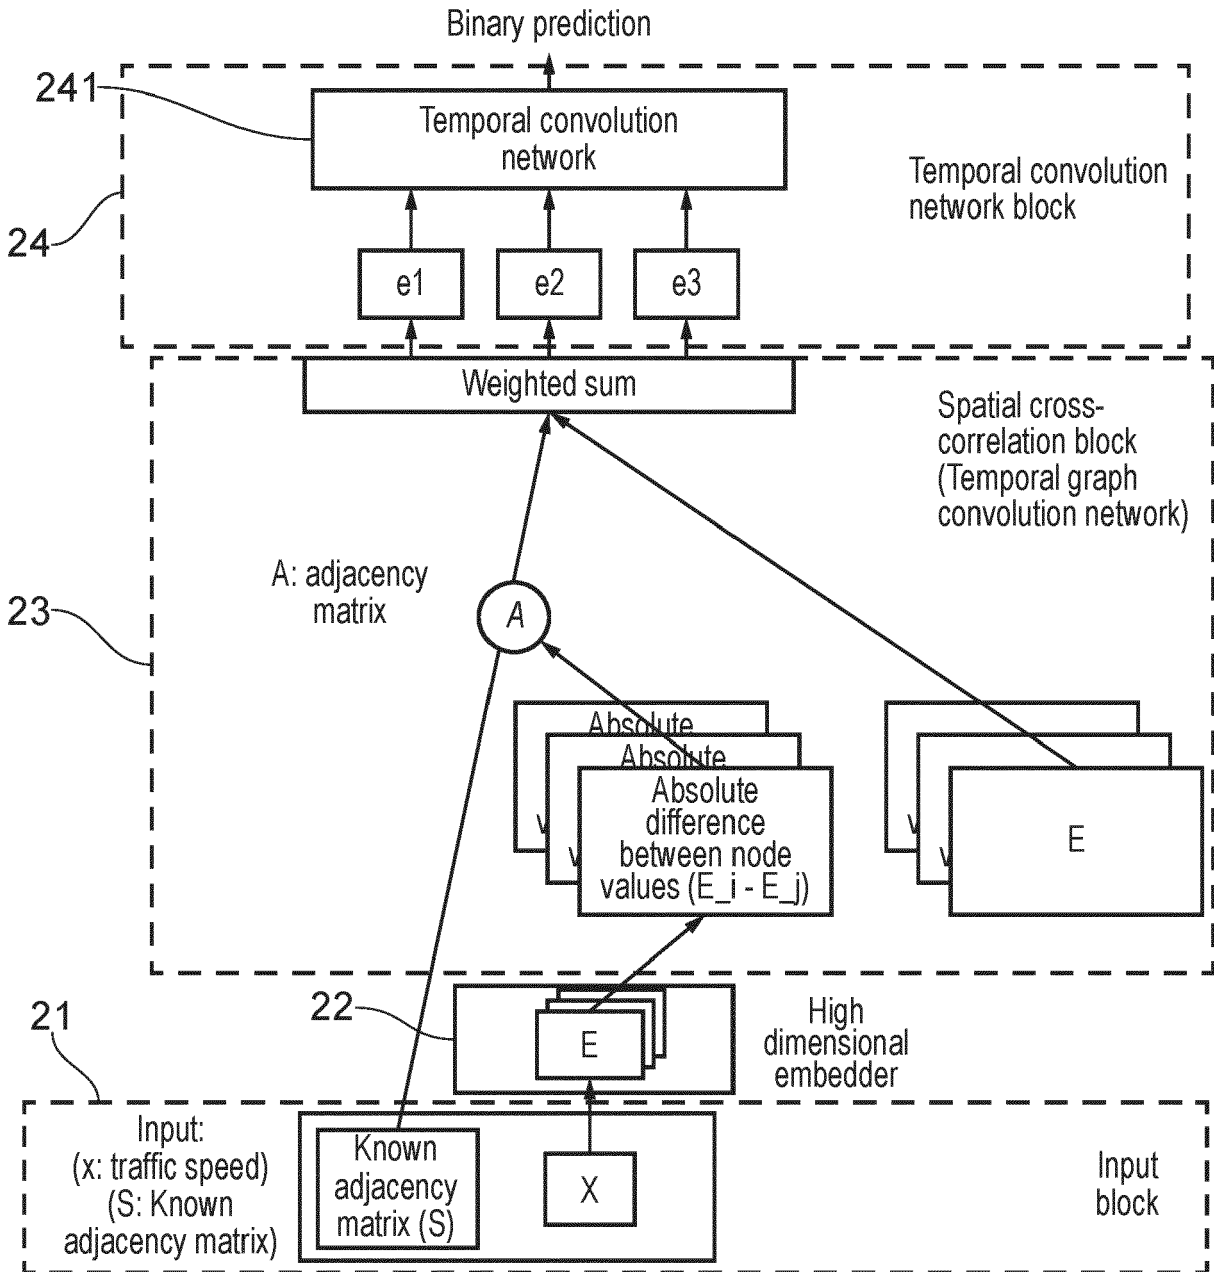 Binary prediction
241
Temporal convolution
network
Temporal convolution
network block
24
e1
e2
e3
Weighted sum
Spatial cross-
correlation block
(Temporal graph
convolution network)
A: adjacency
matrix
A
23
Absolute
Absolute
Absolute
difference
between node
values (E_i - E_j)
v
v
v
v
E
22
E
High
dimensional
embedder
21
Input:
(x: traffic speed)
(S: Known
adjacency matrix)
Known
adjacency
matrix (S)
X
Input
block